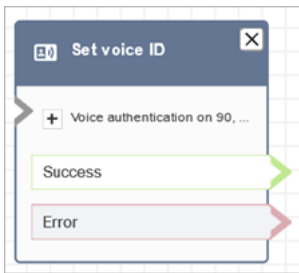 Set voice ID
Voice authentication on 90, ...
Success
Error